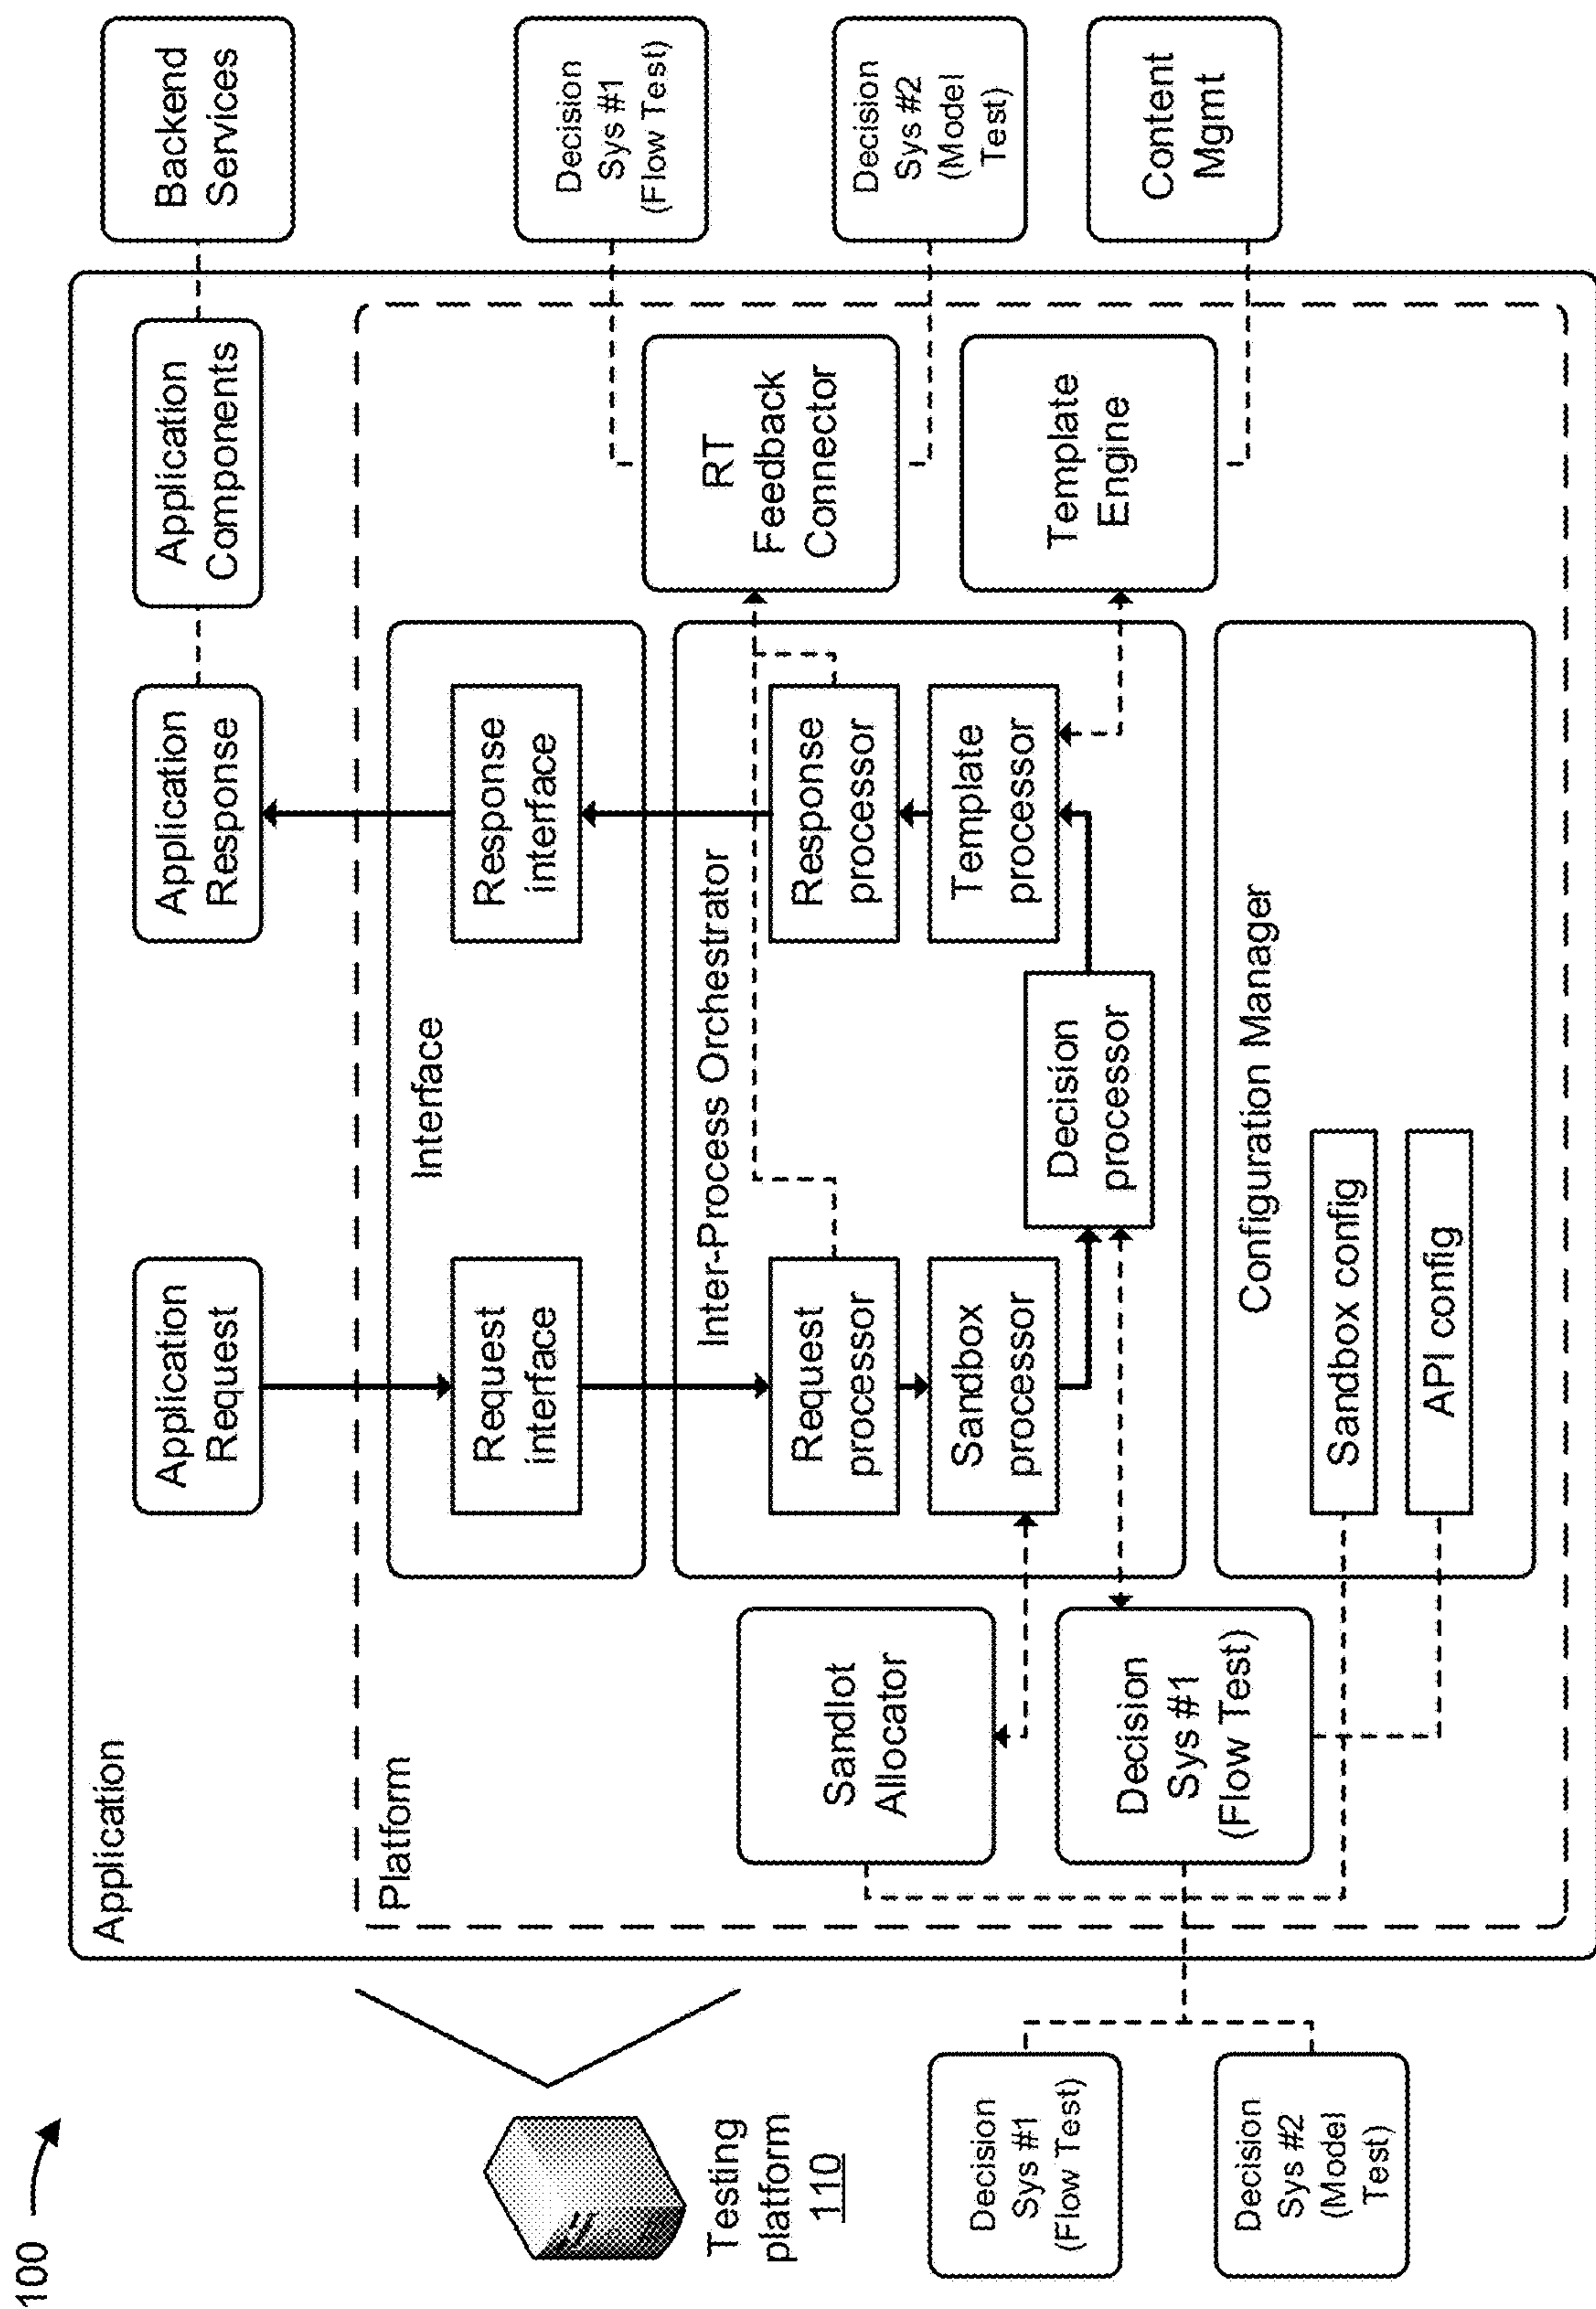 100
Testing
platform
110
Application
Application
Request
Application
Response
Application
Components
Backend
Services
Platform
Interface
Request
interface
Response
interface
Decision
Sys #1
(Flow Test)
RT
Feedback
Connector
Inter-Process Orchestrator
Request
processor
Response
processor
Sandlot
Allocator
Sandbox
processor
Template
processor
Decision
Sys #2
(Model
Test)
Decision
Sys #1
(Flow Test)
Decision
processor
Template
Engine
Content
Mgmt
Decision
Sys #1
(Flow Test)
Decision
Sys #2
(Model
Test)
Configuration Manager
Sandbox config
API config